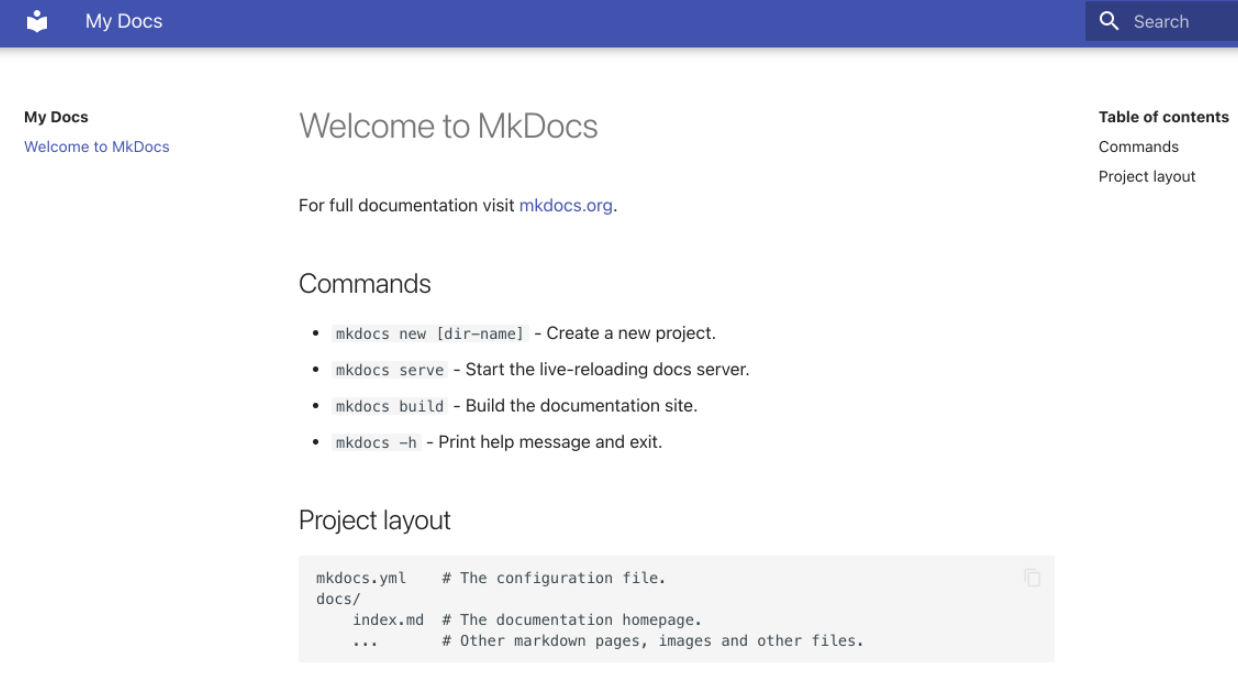 My Docs
Search
My Docs
Welcome to MkDocs
Welcome to MkDocs
For full documentation visit mkdocs.org.
Commands
mkdocs new [dir-name] - Create a new project.
mkdocs serve - Start the live-reloading docs server.
mkdocs build - Build the documentation site.
mkdocs -h - Print help message and exit.
Project layout
mkdocs.yml    # The configuration file.
docs/
    index.md  # The documentation homepage.
    ...       # Other markdown pages, images and other files.
Table of contents
Commands
Project layout